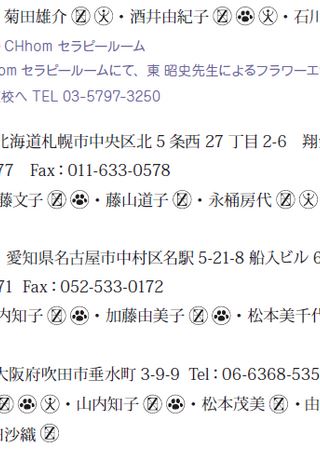 菊田雄介 Ⓩ ・ 酒井由紀子 Ⓩ ・ 石川
CHhom セラピールーム
om セラピールームにて、東 昭史先生によるフラワーエ
校へ TEL 03-5797-3250
北海道札幌市中央区北 5 条西 27 丁目 2-6 翔
77 Fax : 011-633-0578
藤文子 Ⓩ ・ 藤山道子 Ⓩ ・ 永桶房代 Ⓩ
愛知県名古屋市中村区名駅 5-21-8 船入ビル 6
71 Fax : 052-533-0172
内知子 Ⓩ ・ 加藤由美子 Ⓩ ・ 松本美千代
大阪府吹田市垂水町 3-9-9 Tel : 06-6368-535
Ⓩ ・ 山内知子 Ⓩ ・ 松本茂美 Ⓩ ・ 由
沙織 Ⓩ